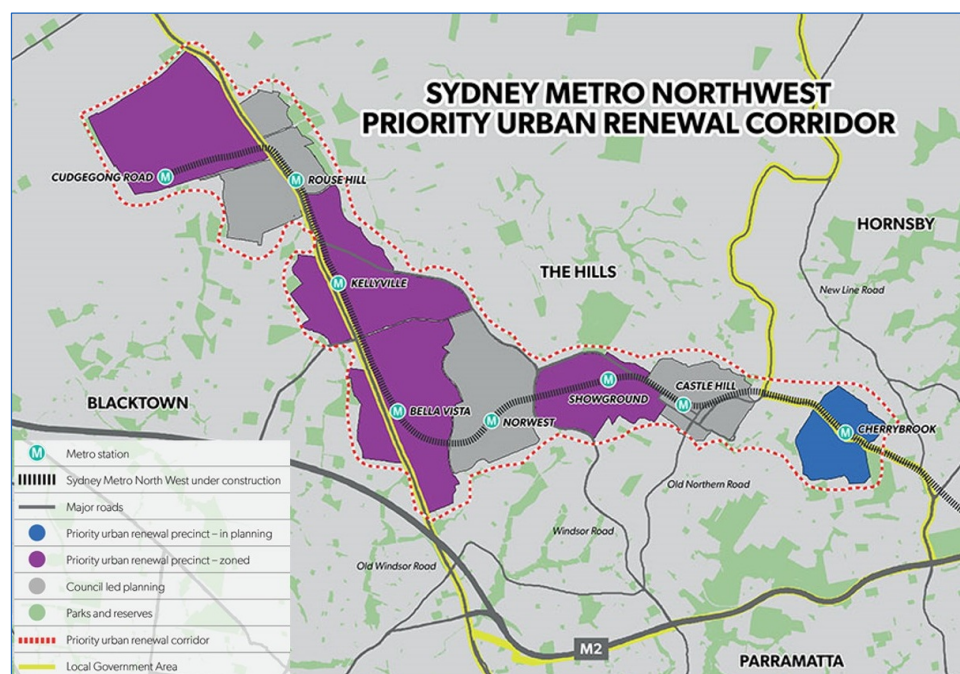 SYDNEY METRO NORTHWEST
PRIORITY URBAN RENEWAL CORRIDOR
CUDGEGONG ROAD
M
M
ROUSE HILL
HORNSBY
THE HILLS
New Line Road
M
KELLYVILLE
M
SHOWGROUND
CASTLE HILL
M
BLACKTOWN
M
BELLA VISTA
M
NORWEST
M
CHERRYBROOK
Old Northern Road
Windsor Road
Old Windsor Road
M2
PARRAMATTA
M Metro station
Sydney Metro North West under construction
Major roads
Priority urban renewal precinct – in planning
Priority urban renewal precinct – zoned
Council led planning
Parks and reserves
Priority urban renewal corridor
Local Government Area